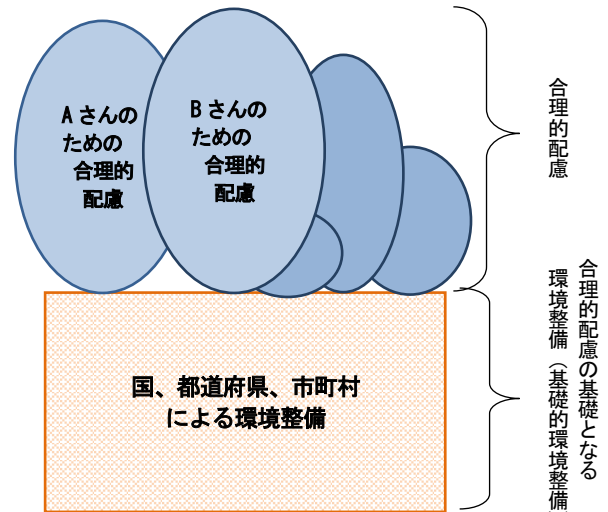 Aさんの
ための
合理的
配慮
Bさんの
ための
合理的
配慮
国、都道府県、市町村
による環境整備
合理的配慮
合理的配慮の基礎となる
環境整備（基礎的環境整備